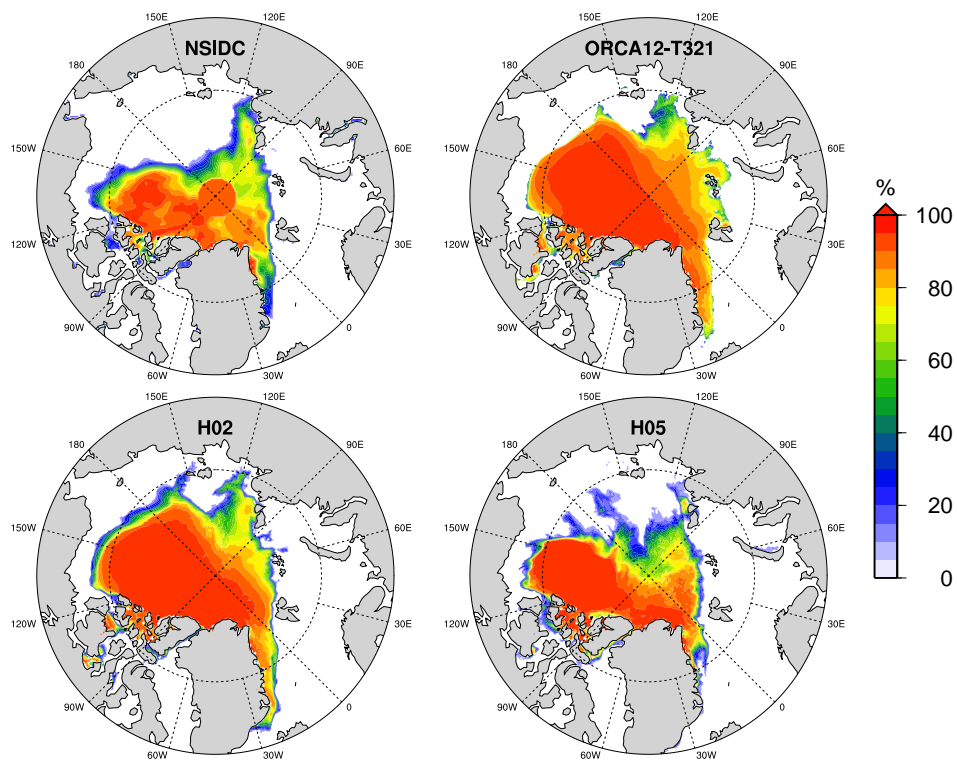 150E 120E
NSIDC
180 90E
150W 60E
120W 30E
90W 0
60W 30W
150E 120E
ORCA12-T321
180 90E
150W 60E
120W 30E
90W 0
60W 30W
150E 120E
H02
180 90E
150W 60E
120W 30E
90W 0
60W 30W
150E 120E
H05
180 90E
150W 60E
120W 30E
90W 0
60W 30W
%
100
80
60
40
20
0